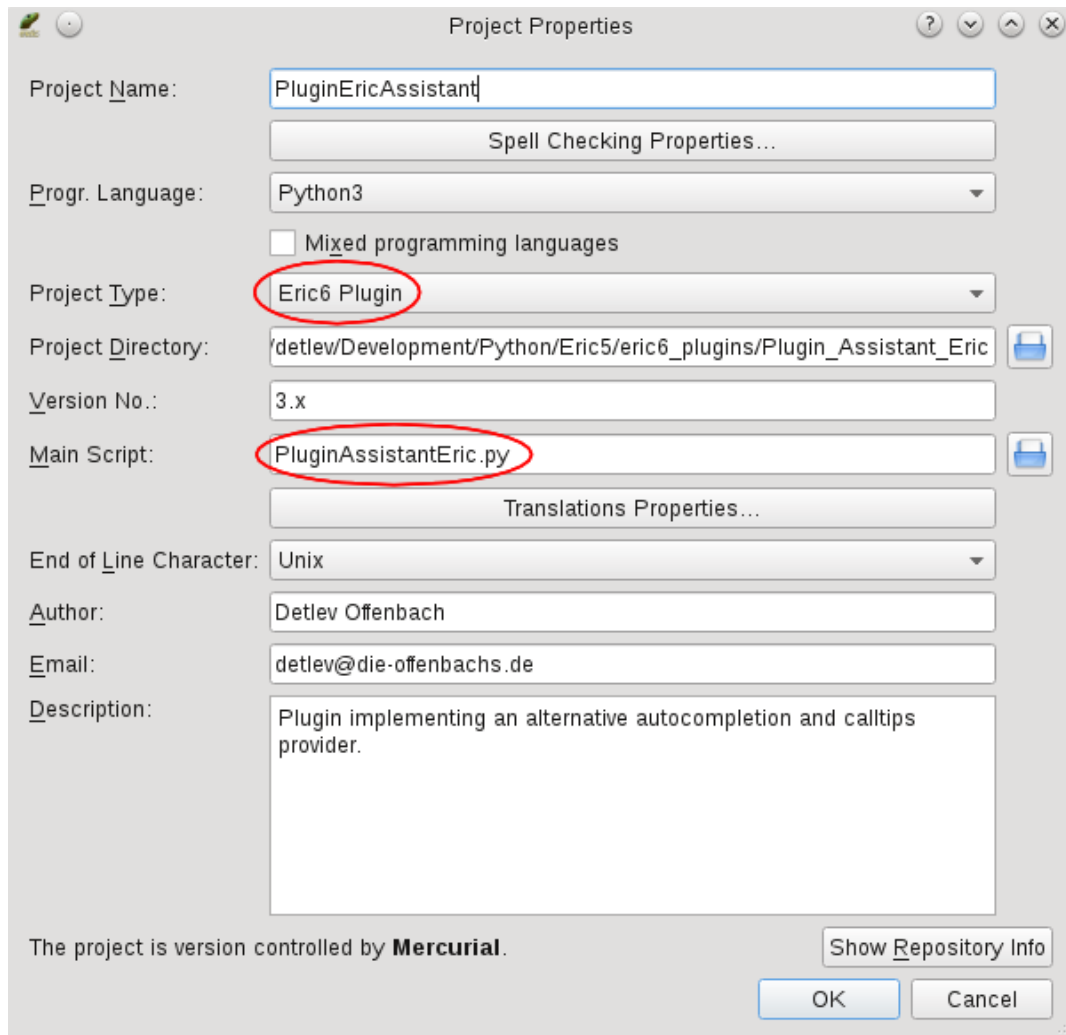 Project Properties
Project Name: PluginEricAssistant
Spell Checking Properties...
Progr. Language: Python3
Mixed programming languages
Project Type: Eric6 Plugin
Project Directory: /detlev/Development/Python/Eric5/eric6_plugins/Plugin_Assistant_Eric
Version No.: 3.x
Main Script: PluginAssistantEric.py
Translations Properties...
End of Line Character: Unix
Author: Detlev Offenbach
Email: detlev@die-offenbachs.de
Description: Plugin implementing an alternative autocompletion and calltips
provider.
The project is version controlled by Mercurial. Show Repository Info
OK Cancel